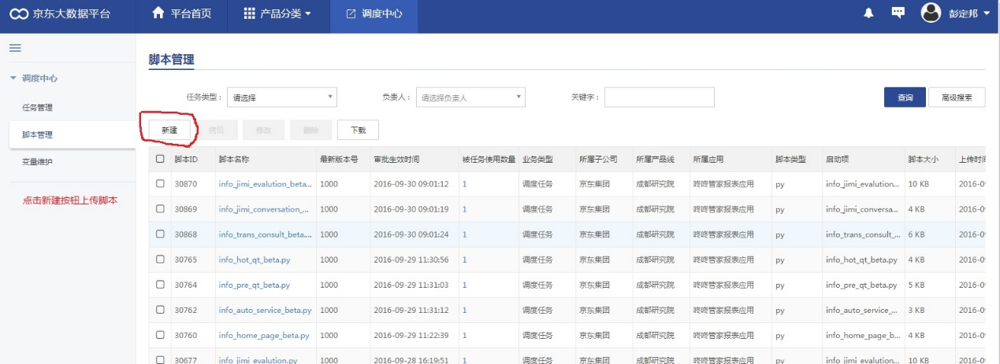 京东大数据平台 平台首页 产品分类 调度中心 彭定邦
调度中心
任务管理
脚本管理
变量维护
点击新建按钮上传脚本
脚本管理
任务类型： 请选择 负责人： 请选择负责人 关键字： 查询 高级搜索
新建 拷贝 修改 删除 下载
脚本ID 脚本名称 最新版本号 审批生效时间 被任务使用数量 业务类型 所属子公司 所属产品线 所属应用 脚本类型 启动项 脚本大小 上传时间
30870 info_jimi_evalution_beta... 1000 2016-09-30 09:01:12 1 调度任务 京东集团 成都研究院 咚咚管家报表应用 py info_jimi_evalution... 10 KB 2016-0
30869 info_jimi_conversation_... 1000 2016-09-30 09:01:19 1 调度任务 京东集团 成都研究院 咚咚管家报表应用 py info_jimi_conversa... 4 KB 2016-0
30868 info_trans_consult_beta.... 1000 2016-09-30 09:01:24 1 调度任务 京东集团 成都研究院 咚咚管家报表应用 py info_trans_consult_... 6 KB 2016-0
30765 info_hot_qt_beta.py 1000 2016-09-29 11:30:56 1 调度任务 京东集团 成都研究院 咚咚管家报表应用 py info_hot_qt_beta.py 4 KB 2016-0
30764 info_pre_qt_beta.py 1000 2016-09-29 11:31:03 1 调度任务 京东集团 成都研究院 咚咚管家报表应用 py info_pre_qt_beta.py 5 KB 2016-0
30762 info_auto_service_beta.py 1000 2016-09-29 11:31:12 1 调度任务 京东集团 成都研究院 咚咚管家报表应用 py info_auto_service_... 3 KB 2016-0
30760 info_home_page_beta.py 1000 2016-09-29 11:22:39 1 调度任务 京东集团 成都研究院 咚咚管家报表应用 py info_home_page_b... 4 KB 2016-0
30677 info_jimi_evalution.py 1000 2016-09-28 16:19:51 1 调度任务 京东集团 成都研究院 咚咚管家报表应用 py info_jimi_evalution... 10 KB 2016-0